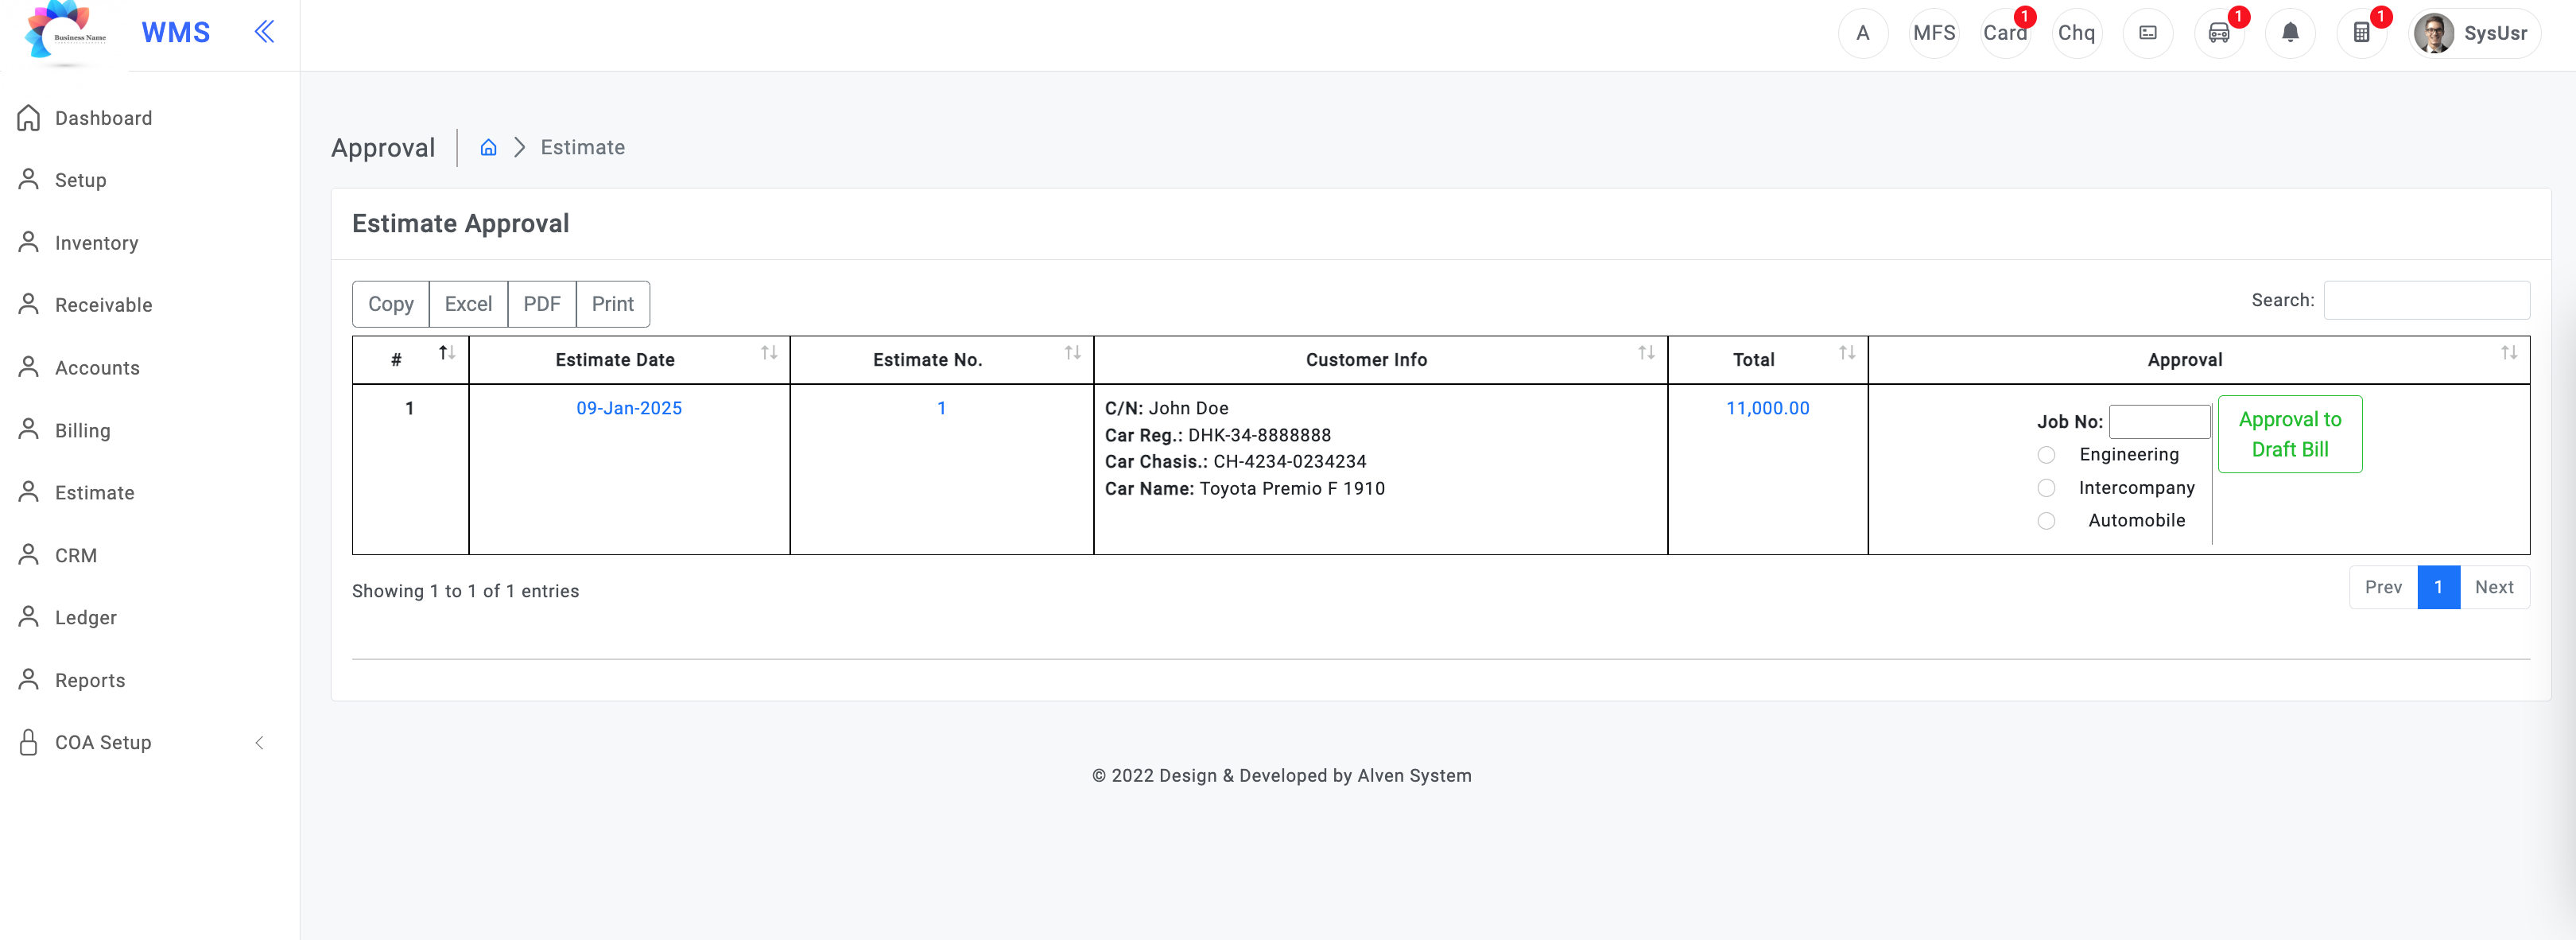 Business Name
WMS
A
MFS
Card
1
Chq
1
1
SysUsr
Dashboard
Setup
Inventory
Receivable
Accounts
Billing
Estimate
CRM
Ledger
Reports
COA Setup
Approval
Estimate
Estimate Approval
Copy Excel PDF Print
Search:
# Estimate Date Estimate No. Customer Info Total Approval
1 09-Jan-2025 1
C/N: John Doe
Car Reg.: DHK-34-8888888
Car Chasis.: CH-4234-0234234
Car Name: Toyota Premio F 1910
11,000.00
Job No:
Engineering
Intercompany
Automobile
Approval to
Draft Bill
Showing 1 to 1 of 1 entries
Prev 1 Next
© 2022 Design & Developed by Alven System